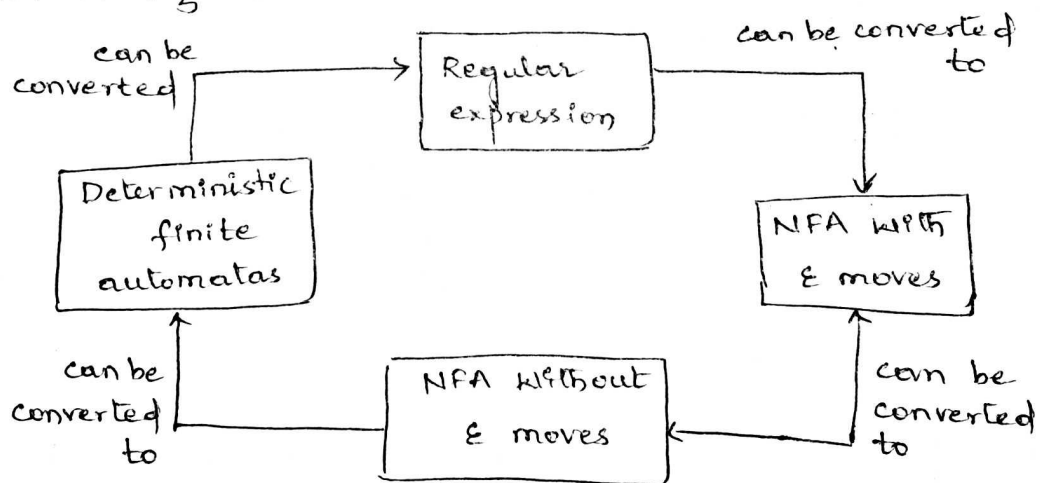 can be
converted
Regular
expression
can be converted
to
Deterministic
finite
automatas
NFA with
ε moves
can be
converted
to
NFA without
ε moves
can be
converted
to